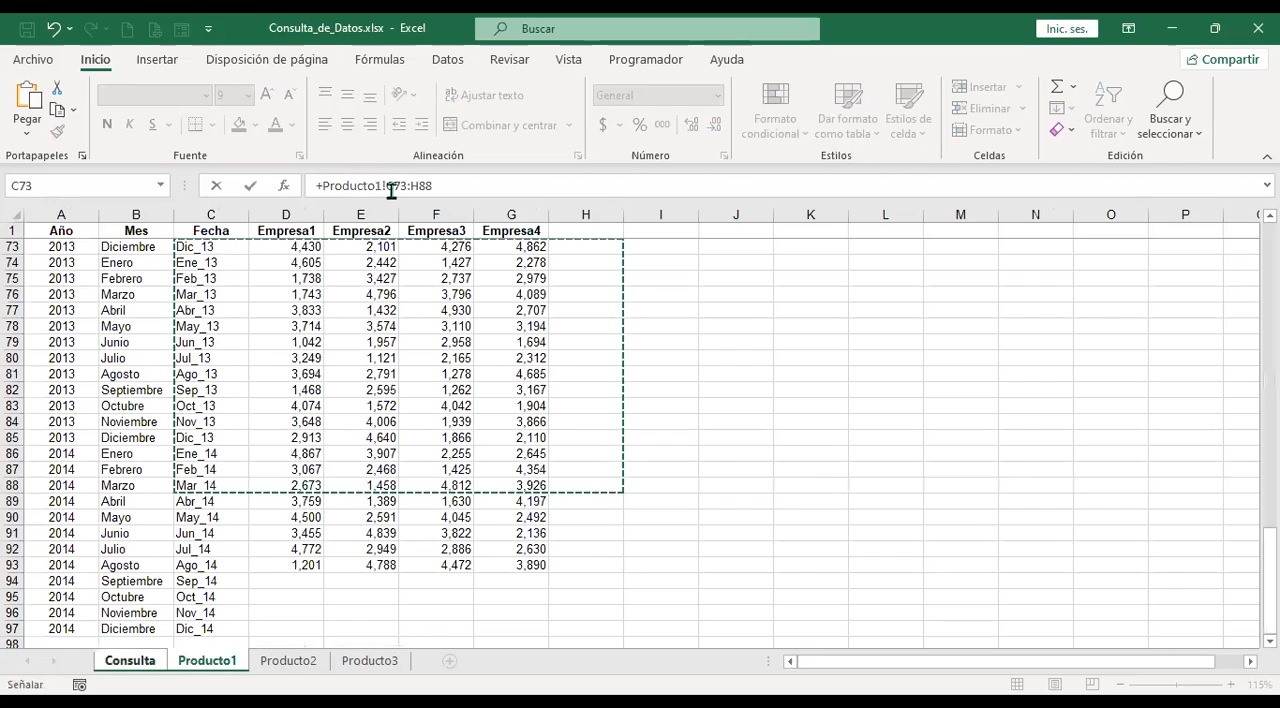 Consulta_de_Datos.xlsx - Excel
Buscar
Inic. ses.
Archivo Inicio Insertar Disposición de página Fórmulas Datos Revisar Vista Programador Ayuda
Compartir
Pegar
9
N K S
Ajustar texto
Combinar y centrar
General
$ % 000
Formato condicional
Disformato como tabla
Estilos de celda
Insertar
Eliminar
Formato
Ordenar y filtrar
Buscar y seleccionar
Portapapeles Fuente Alineación Número Estilos Celdas Edición
C73 fx +Producto1!C73:H88
A B C D E F G H I J K L M N O P
1 Año Mes Fecha Empresa1 Empresa2 Empresa3 Empresa4
73 2013 Diciembre Dic_13 4,430 2,101 4,276 4,862
74 2013 Enero Ene_13 4,605 2,442 1,427 2,278
75 2013 Febrero Feb_13 1,738 3,427 2,737 2,979
76 2013 Marzo Mar_13 1,743 4,796 3,796 4,089
77 2013 Abril Abr_13 3,833 1,432 4,930 2,707
78 2013 Mayo May_13 3,714 3,574 3,110 3,194
79 2013 Junio Jun_13 1,042 1,957 2,958 1,694
80 2013 Julio Jul_13 3,249 1,121 2,165 2,312
81 2013 Agosto Ago_13 3,694 2,791 1,278 4,685
82 2013 Septiembre Sep_13 1,468 2,595 1,262 3,167
83 2013 Octubre Oct_13 4,074 1,572 4,042 1,904
84 2013 Noviembre Nov_13 3,648 4,006 1,939 3,866
85 2013 Diciembre Dic_13 2,913 4,640 1,866 2,110
86 2014 Enero Ene_14 4,867 3,907 2,255 2,645
87 2014 Febrero Feb_14 3,067 2,468 1,425 4,354
88 2014 Marzo Mar_14 2,673 1,458 4,812 3,926
89 2014 Abril Abr_14 3,759 1,389 1,630 4,197
90 2014 Mayo May_14 4,500 2,591 4,045 2,492
91 2014 Junio Jun_14 3,455 4,839 3,822 2,136
92 2014 Julio Jul_14 4,772 2,949 2,886 2,630
93 2014 Agosto Ago_14 1,201 4,788 4,472 3,890
94 2014 Septiembre Sep_14
95 2014 Octubre Oct_14
96 2014 Noviembre Nov_14
97 2014 Diciembre Dic_14
98
Consulta Producto1 Producto2 Producto3
Señalar
115%